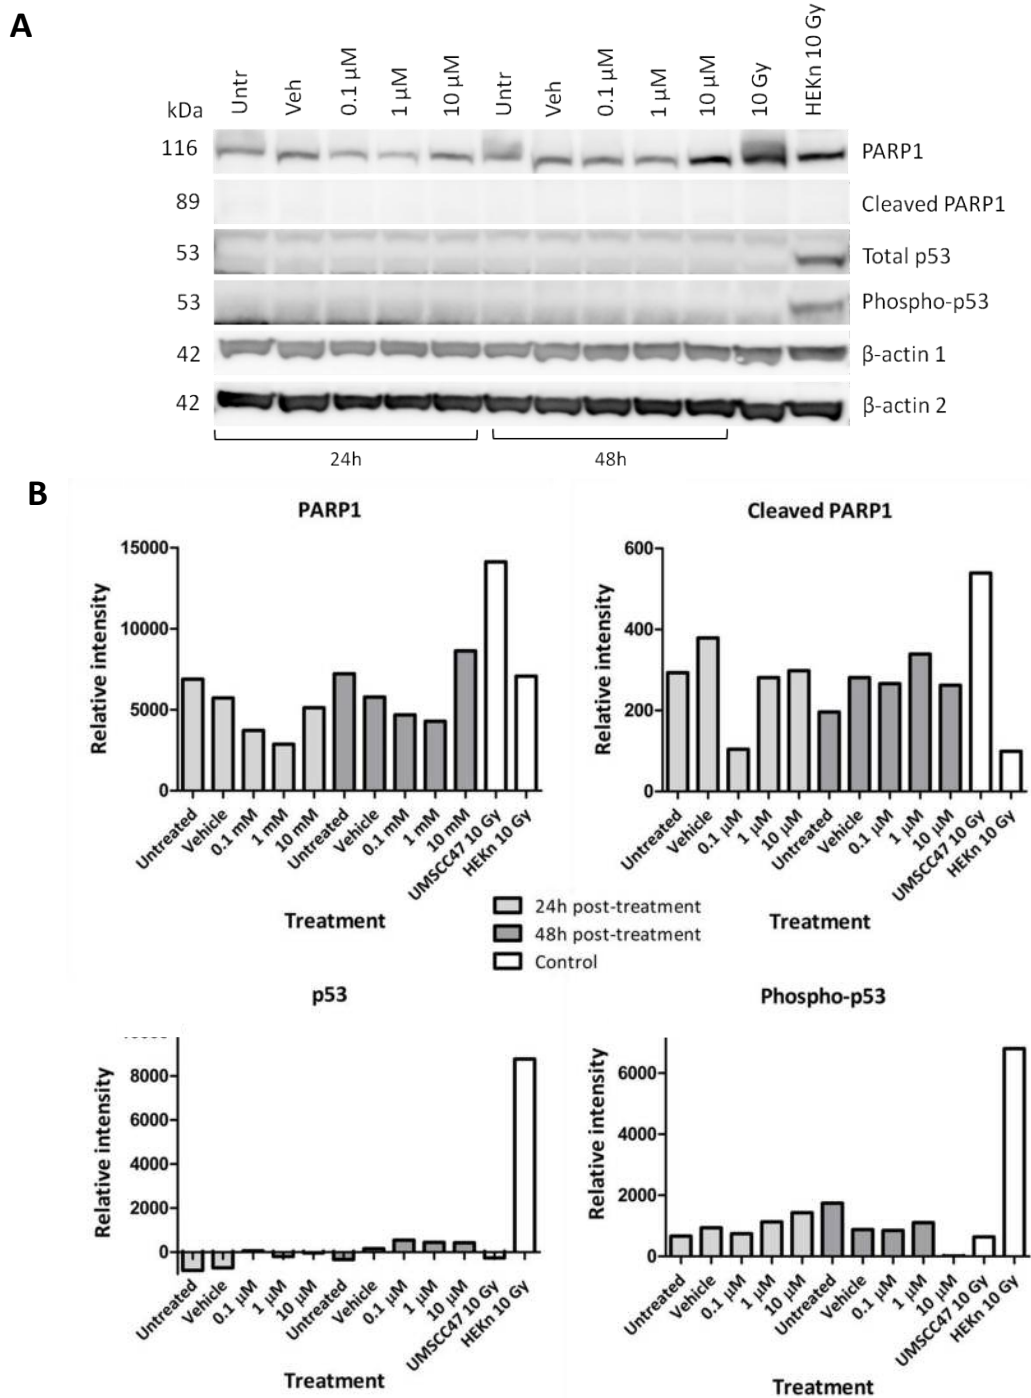 A
kDa
Untr
Veh
0.1 μM
1 μM
10 μM
Untr
Veh
0.1 μM
1 μM
10 μM
10 Gy
HEKn 10 Gy
116
PARP1
89
Cleaved PARP1
53
Total p53
53
Phospho-p53
42
β-actin 1
42
β-actin 2
24h
48h
B
PARP1
Relative intensity
15000
10000
5000
0
Untreated
Vehicle
0.1 mM
1 mM
10 mM
Untreated
Vehicle
0.1 mM
1 mM
10 mM
UMSCC47 10 Gy
HEKn 10 Gy
Treatment
Cleaved PARP1
Relative intensity
600
400
200
0
Untreated
Vehicle
0.1 μM
1 μM
10 μM
Untreated
Vehicle
0.1 μM
1 μM
10 μM
UMSCC47 10 Gy
HEKn 10 Gy
Treatment
24h post-treatment
48h post-treatment
Control
p53
Relative intensity
8000
6000
4000
2000
0
Untreated
Vehicle
0.1 μM
1 μM
10 μM
Untreated
Vehicle
0.1 μM
1 μM
10 μM
UMSCC47 10 Gy
HEKn 10 Gy
Treatment
Phospho-p53
Relative intensity
6000
4000
2000
0
Untreated
Vehicle
0.1 μM
1 μM
10 μM
Untreated
Vehicle
0.1 μM
1 μM
10 μM
UMSCC47 10 Gy
HEKn 10 Gy
Treatment